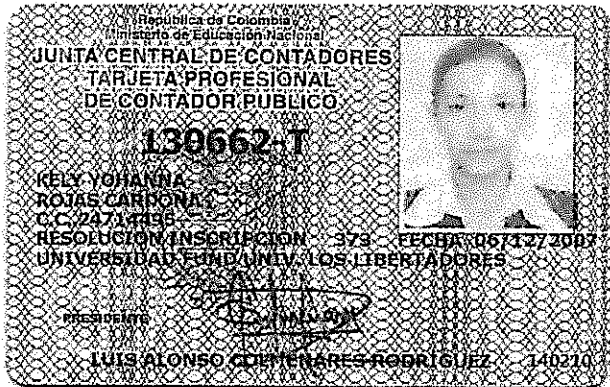 República de Colombia
Ministerio de Educación Nacional
JUNTA CENTRAL DE CONTADORES
TARJETA PROFESIONAL
DE CONTADOR PUBLICO
130662-T
KELY YOHANNA
ROJAS CARDONA
C.C. 24714495
RESOLUCION INSCRIPCION 373 FECHA 06/12/2007
UNIVERSIDAD FUND.UNIV. LOS LIBERTADORES
PRESIDENTE
LUIS ALONSO COLMENARES RODRIGUEZ 140210